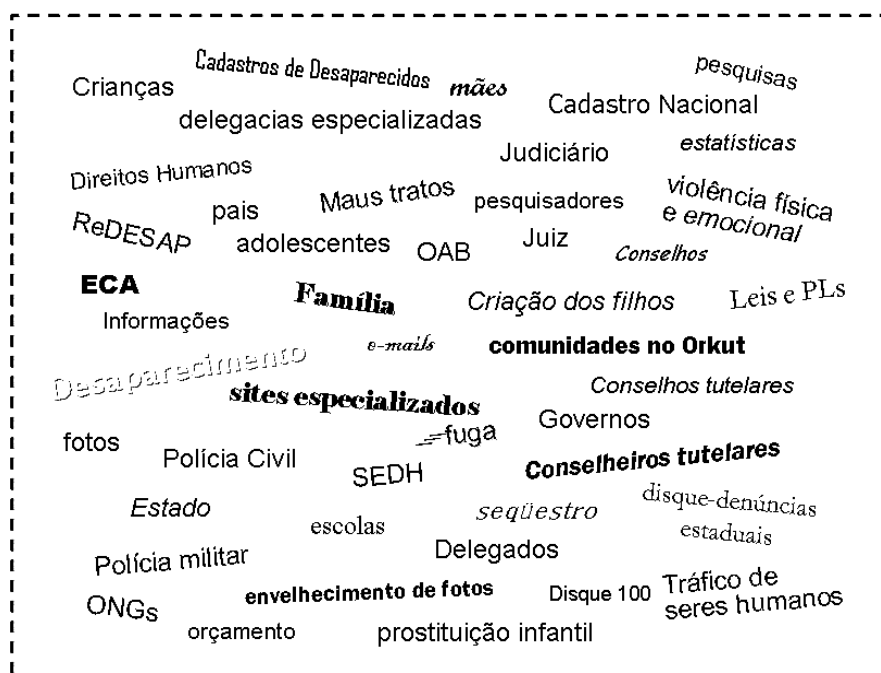 Cadastros de Desaparecidos
pesquisas
Crianças
mães
Cadastro Nacional
delegacias especializadas
Judiciário
estatísticas
Direitos Humanos
Maus tratos
pesquisadores
violência física
e emocional
ReDESAP
pais
adolescentes
OAB
Juiz
Conselhos
ECA
Família
Criação dos filhos
Leis e PLs
Informações
e-mails
comunidades no Orkut
Desaparecimento
sites especializados
Conselhos tutelares
fotos
fuga
Governos
Polícia Civil
SEDH
Conselheiros tutelares
Estado
escolas
seqüestro
disque-denúncias
estaduais
Polícia militar
Delegados
ONGs
envelhecimento de fotos
Disque 100
Tráfico de
seres humanos
orçamento
prostituição infantil